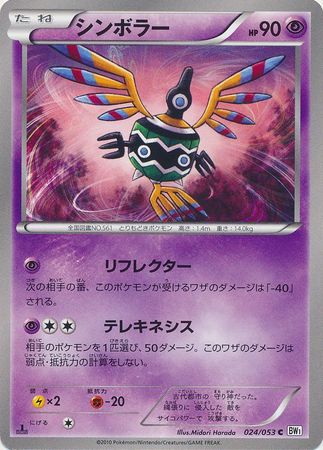 たね
シンボラー
HP90
全国図鑑NO.561 とりもどきポケモン 高さ：1.4m 重さ：14.0kg
リフレクター
次の相手の番、このポケモンが受けるワザのダメージは「-40」される。
テレキネシス
相手のポケモンを1匹選び、50ダメージ。このワザのダメージは弱点・抵抗力の計算をしない。
弱点
×2
抵抗力
-20
にげる
古代都市の 守り神だった。
縄張りに 侵入した 敵を
サイコパワーで 攻撃する。
Illus.Midori Harada
024/053 C BW1
©2010 Pokémon/Nintendo/Creatures/GAME FREAK.